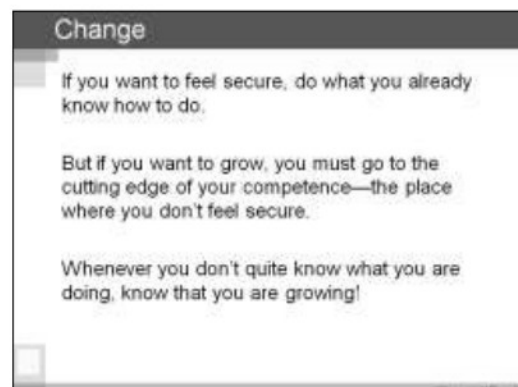 Change
If you want to feel secure, do what you already
know how to do.
But if you want to grow, you must go to the
cutting edge of your competence—the place
where you don't feel secure.
Whenever you don't quite know what you are
doing, know that you are growing!